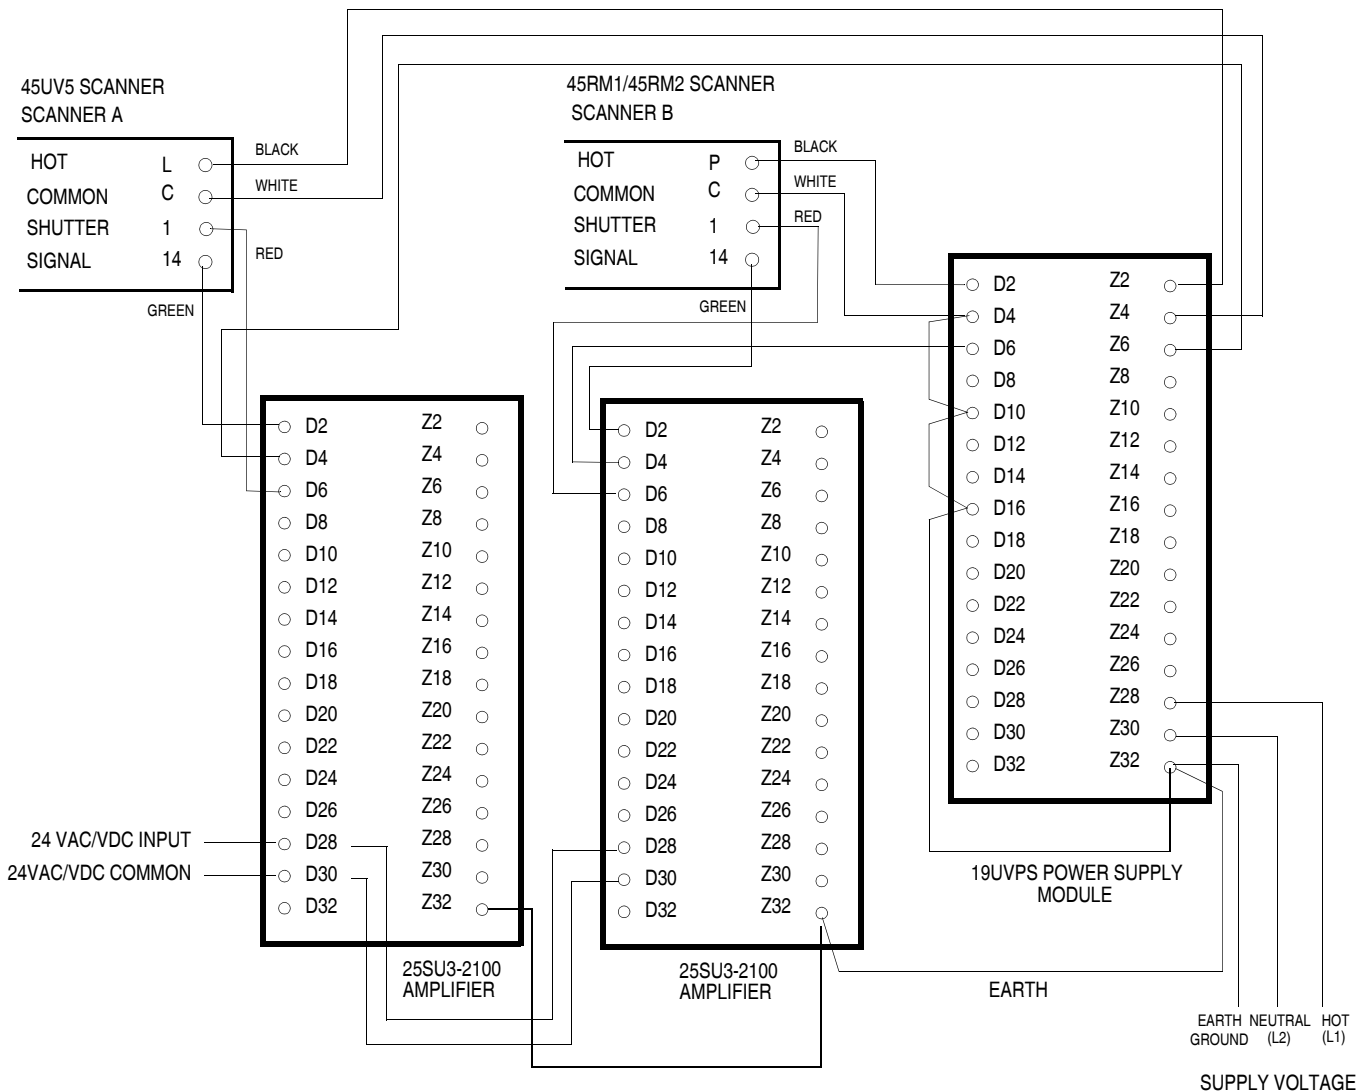 45UV5 SCANNER
SCANNER A
HOT L
COMMON C
SHUTTER 1
SIGNAL 14
BLACK
WHITE
RED
GREEN
45RM1/45RM2 SCANNER
SCANNER B
HOT P
COMMON C
SHUTTER 1
SIGNAL 14
BLACK
WHITE
RED
GREEN
D2 Z2
D4 Z4
D6 Z6
D8 Z8
D10 Z10
D12 Z12
D14 Z14
D16 Z16
D18 Z18
D20 Z20
D22 Z22
D24 Z24
D26 Z26
D28 Z28
D30 Z30
D32 Z32
24 VAC/VDC INPUT
24VAC/VDC COMMON
25SU3-2100
AMPLIFIER
D2 Z2
D4 Z4
D6 Z6
D8 Z8
D10 Z10
D12 Z12
D14 Z14
D16 Z16
D18 Z18
D20 Z20
D22 Z22
D24 Z24
D26 Z26
D28 Z28
D30 Z30
D32 Z32
25SU3-2100
AMPLIFIER
D2 Z2
D4 Z4
D6 Z6
D8 Z8
D10 Z10
D12 Z12
D14 Z14
D16 Z16
D18 Z18
D20 Z20
D22 Z22
D24 Z24
D26 Z26
D28 Z28
D30 Z30
D32 Z32
19UVPS POWER SUPPLY
MODULE
EARTH
EARTH NEUTRAL HOT
GROUND (L2) (L1)
SUPPLY VOLTAGE